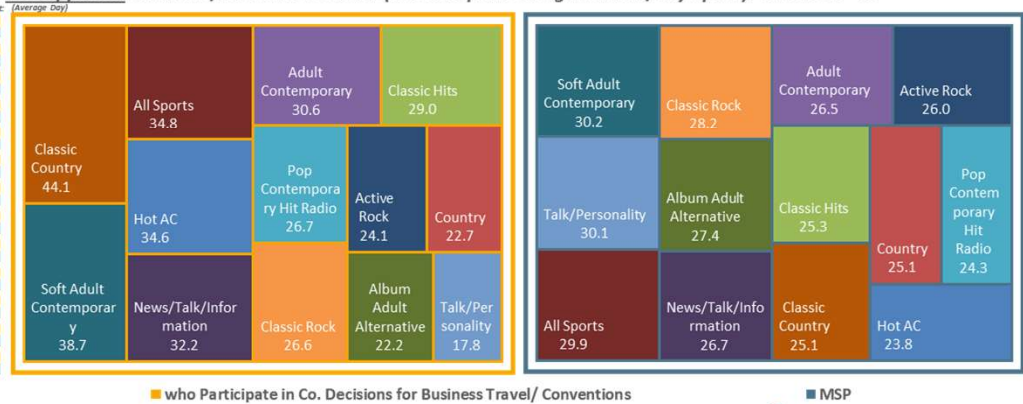 (Average Day)
Classic
Country
44.1
Soft Adult
Contemporar
y
38.7
All Sports
34.8
Hot AC
34.6
News/Talk/Infor
mation
32.2
Adult
Contemporary
30.6
Classic Hits
29.0
Pop
Contempora
ry Hit Radio
26.7
Active
Rock
24.1
Country
22.7
Classic Rock
26.6
Album
Adult
Alternative
22.2
Talk/Per
sonality
17.8
Soft Adult
Contemporary
30.2
Talk/Personality
30.1
All Sports
29.9
Classic Rock
28.2
Album Adult
Alternative
27.4
News/Talk/Info
rmation
26.7
Adult
Contemporary
26.5
Active Rock
26.0
Classic Hits
25.3
Classic
Country
25.1
Country
25.1
Pop
Contem
porary
Hit
Radio
24.3
Hot AC
23.8
who Participate in Co. Decisions for Business Travel/ Conventions
MSP